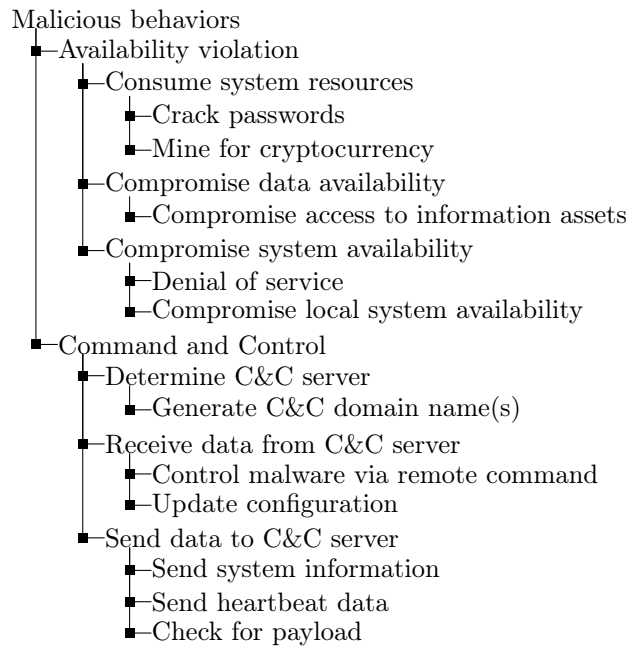 Malicious behaviors
Availability violation
Consume system resources
Crack passwords
Mine for cryptocurrency
Compromise data availability
Compromise access to information assets
Compromise system availability
Denial of service
Compromise local system availability
Command and Control
Determine C&C server
Generate C&C domain name(s)
Receive data from C&C server
Control malware via remote command
Update configuration
Send data to C&C server
Send system information
Send heartbeat data
Check for payload